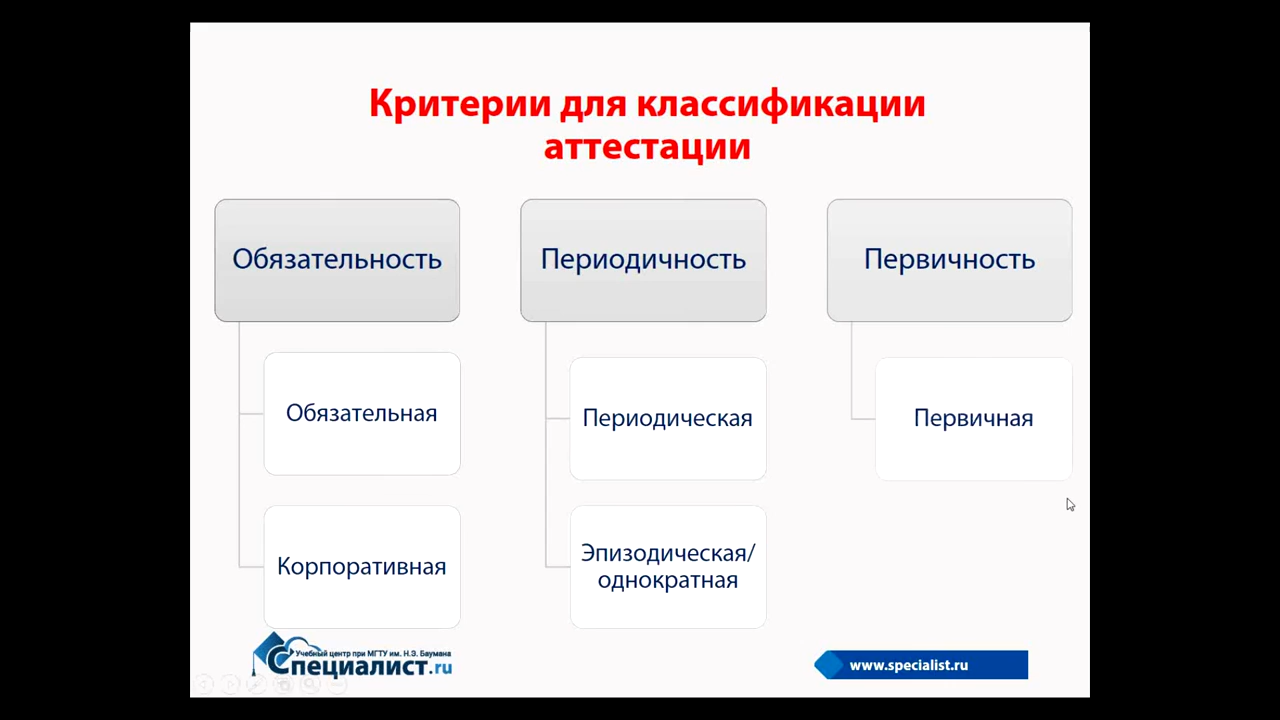 Критерии для классификации
аттестации
Обязательность
Обязательная
Корпоративная
Периодичность
Периодическая
Эпизодическая/
однократная
Первичность
Первичная
Учебный центр при МГТУ им. Н.Э. Баумана
Специалист.ru
www.specialist.ru